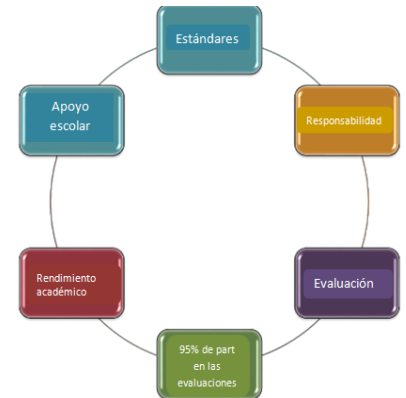 Estándares
Responsabilidad
Evaluación
95% de part
en las
evaluaciones
Rendimiento
académico
Apoyo
escolar